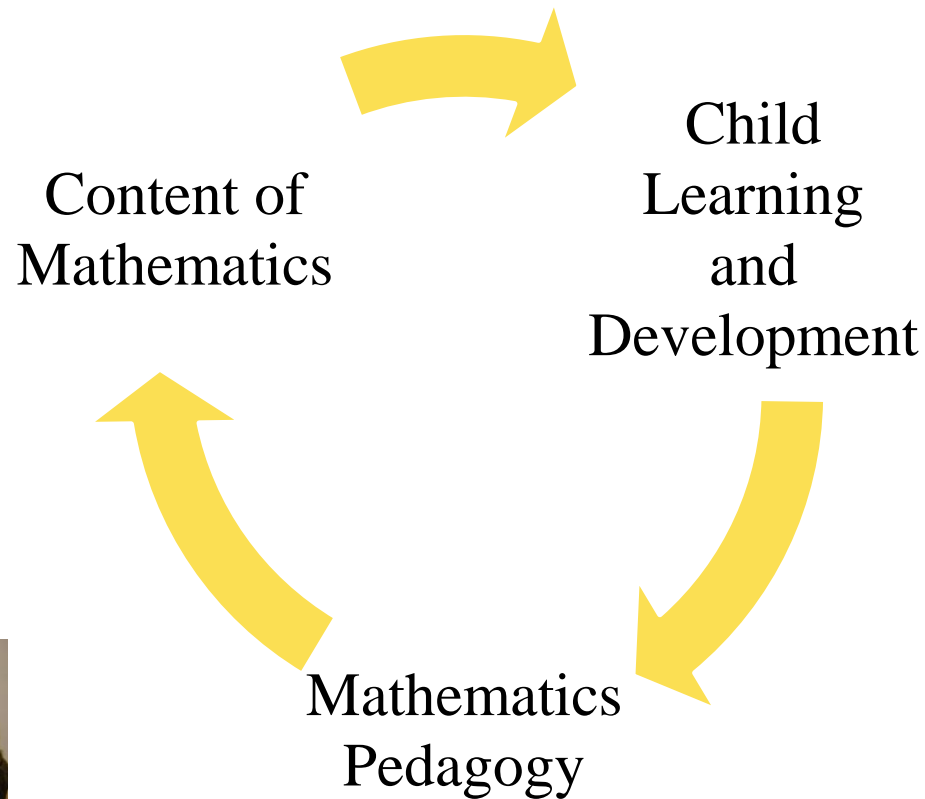 Content of
Mathematics
Child
Learning
and
Development
Mathematics
Pedagogy